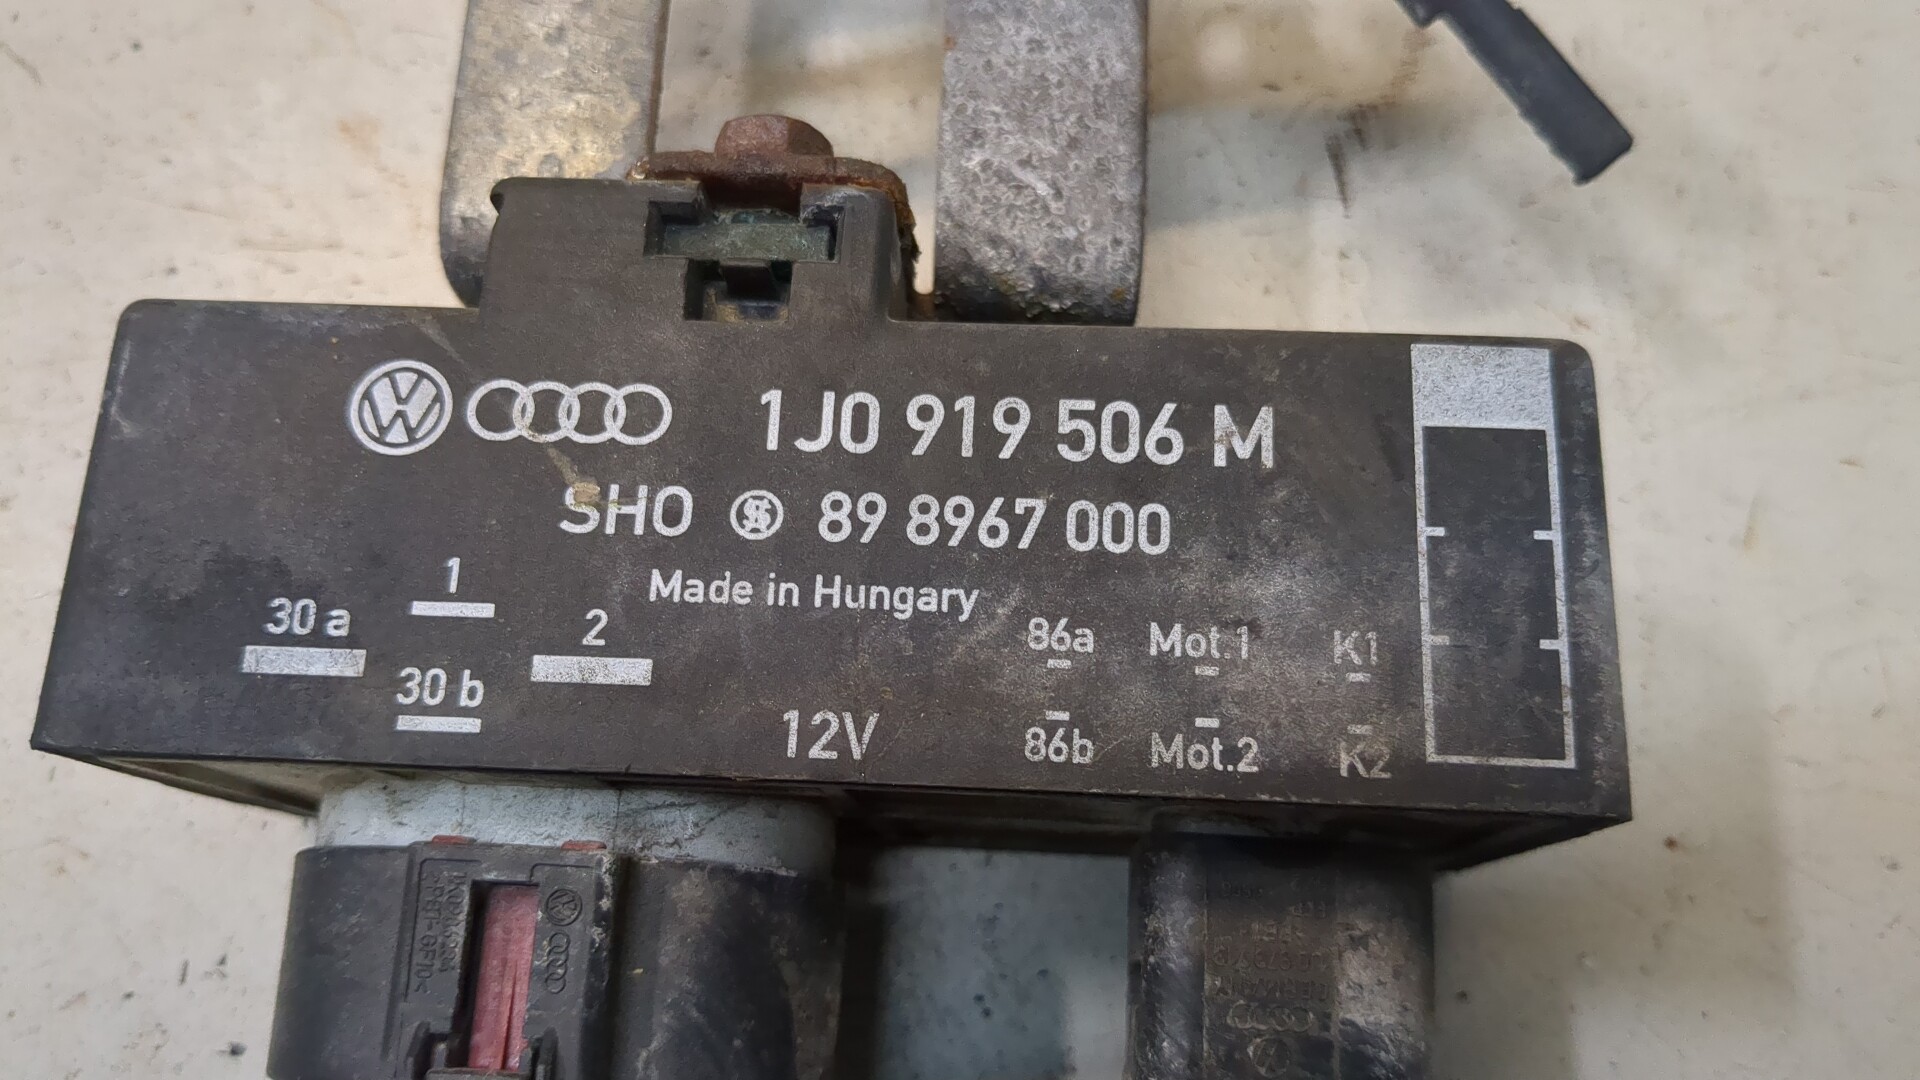 1J0 919 506 M
SHO 89 8967 000
Made in Hungary
1
30 a
2
30 b
12V
86a Mot.1 K1
86b Mot.2 K2